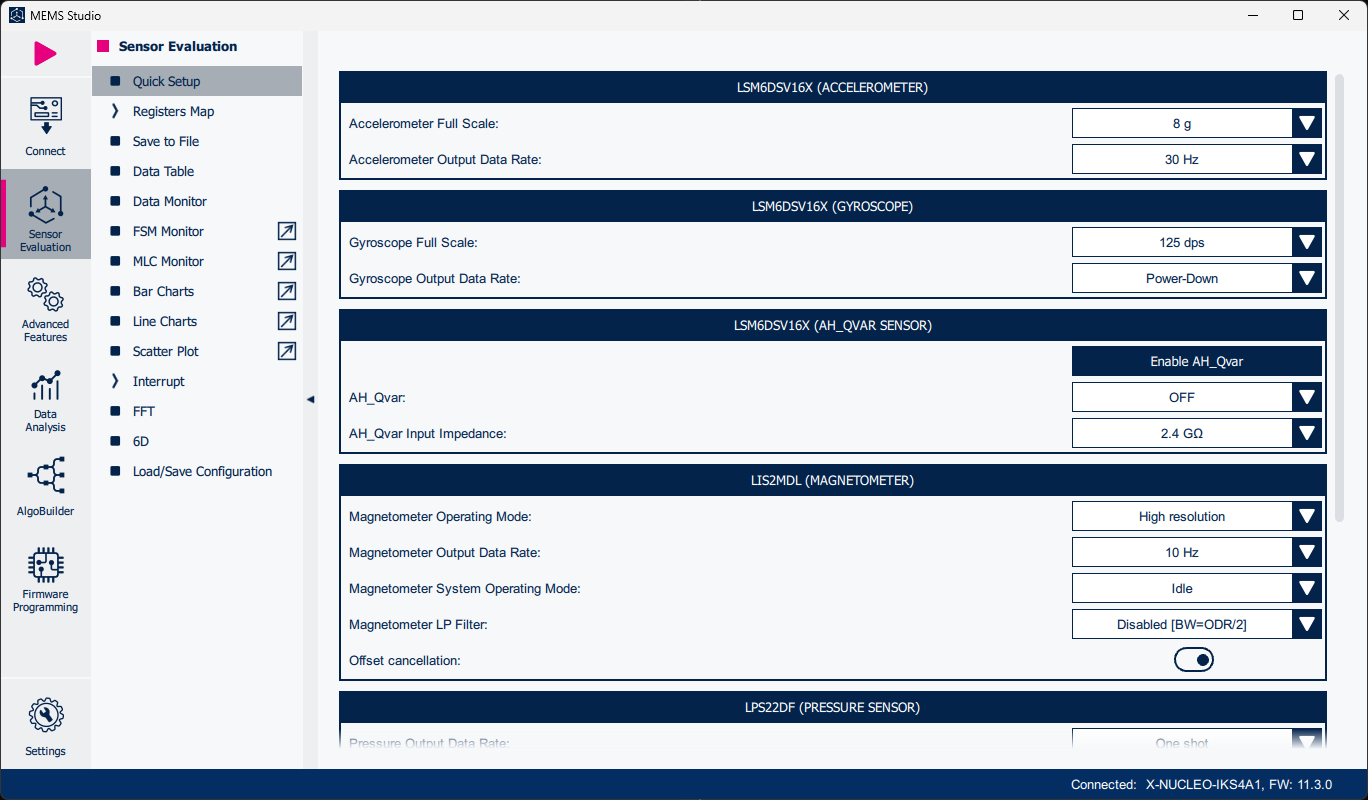 MEMS Studio
Connect
Sensor
Evaluation
Advanced
Features
Data
Analysis
AlgoBuilder
Firmware
Programming
Settings
Sensor Evaluation
Quick Setup
Registers Map
Save to File
Data Table
Data Monitor
FSM Monitor
MLC Monitor
Bar Charts
Line Charts
Scatter Plot
Interrupt
FFT
6D
Load/Save Configuration
LSM6DSV16X (ACCELEROMETER)
Accelerometer Full Scale: 8 g
Accelerometer Output Data Rate: 30 Hz
LSM6DSV16X (GYROSCOPE)
Gyroscope Full Scale: 125 dps
Gyroscope Output Data Rate: Power-Down
LSM6DSV16X (AH_QVAR SENSOR)
Enable AH_Qvar
AH_Qvar: OFF
AH_Qvar Input Impedance: 2.4 GΩ
LIS2MDL (MAGNETOMETER)
Magnetometer Operating Mode: High resolution
Magnetometer Output Data Rate: 10 Hz
Magnetometer System Operating Mode: Idle
Magnetometer LP Filter: Disabled [BW=ODR/2]
Offset cancellation:
LPS22DF (PRESSURE SENSOR)
Pressure Output Data Rate: One shot
Connected: X-NUCLEO-IKS4A1, FW: 11.3.0